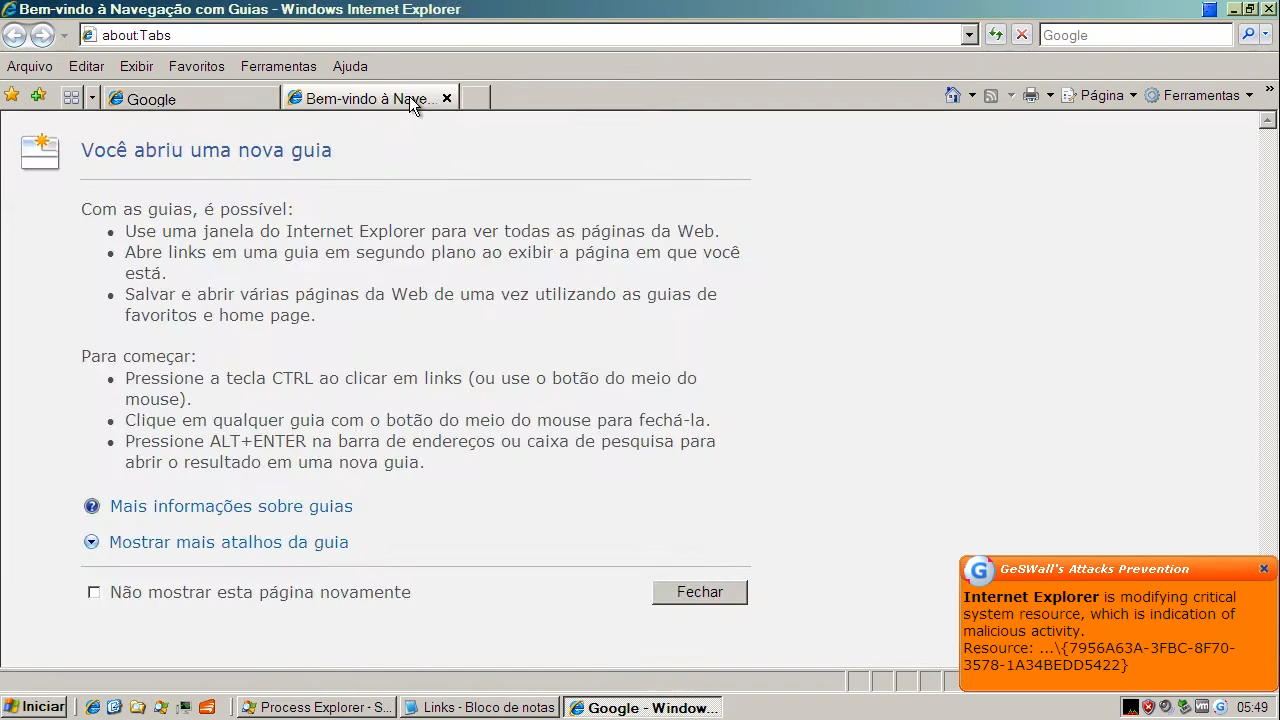 Bem-vindo à Navegação com Guias - Windows Internet Explorer
about:Tabs
Google
Arquivo Editar Exibir Favoritos Ferramentas Ajuda
Google
Bem-vindo à Nave...
Página
Ferramentas
Você abriu uma nova guia
Com as guias, é possível:
Use uma janela do Internet Explorer para ver todas as páginas da Web.
Abre links em uma guia em segundo plano ao exibir a página em que você
está.
Salvar e abrir várias páginas da Web de uma vez utilizando as guias de
favoritos e home page.
Para começar:
Pressione a tecla CTRL ao clicar em links (ou use o botão do meio do
mouse).
Clique em qualquer guia com o botão do meio do mouse para fechá-la.
Pressione ALT+ENTER na barra de endereços ou caixa de pesquisa para
abrir o resultado em uma nova guia.
Mais informações sobre guias
Mostrar mais atalhos da guia
Não mostrar esta página novamente
Fechar
GeSWall's Attacks Prevention
Internet Explorer is modifying critical
system resource, which is indication of
malicious activity.
Resource: ...\{7956A63A-3FBC-8F70-
3578-1A34BEDD5422}
Iniciar
Process Explorer - S...
Links - Bloco de notas
Google - Window...
05:49